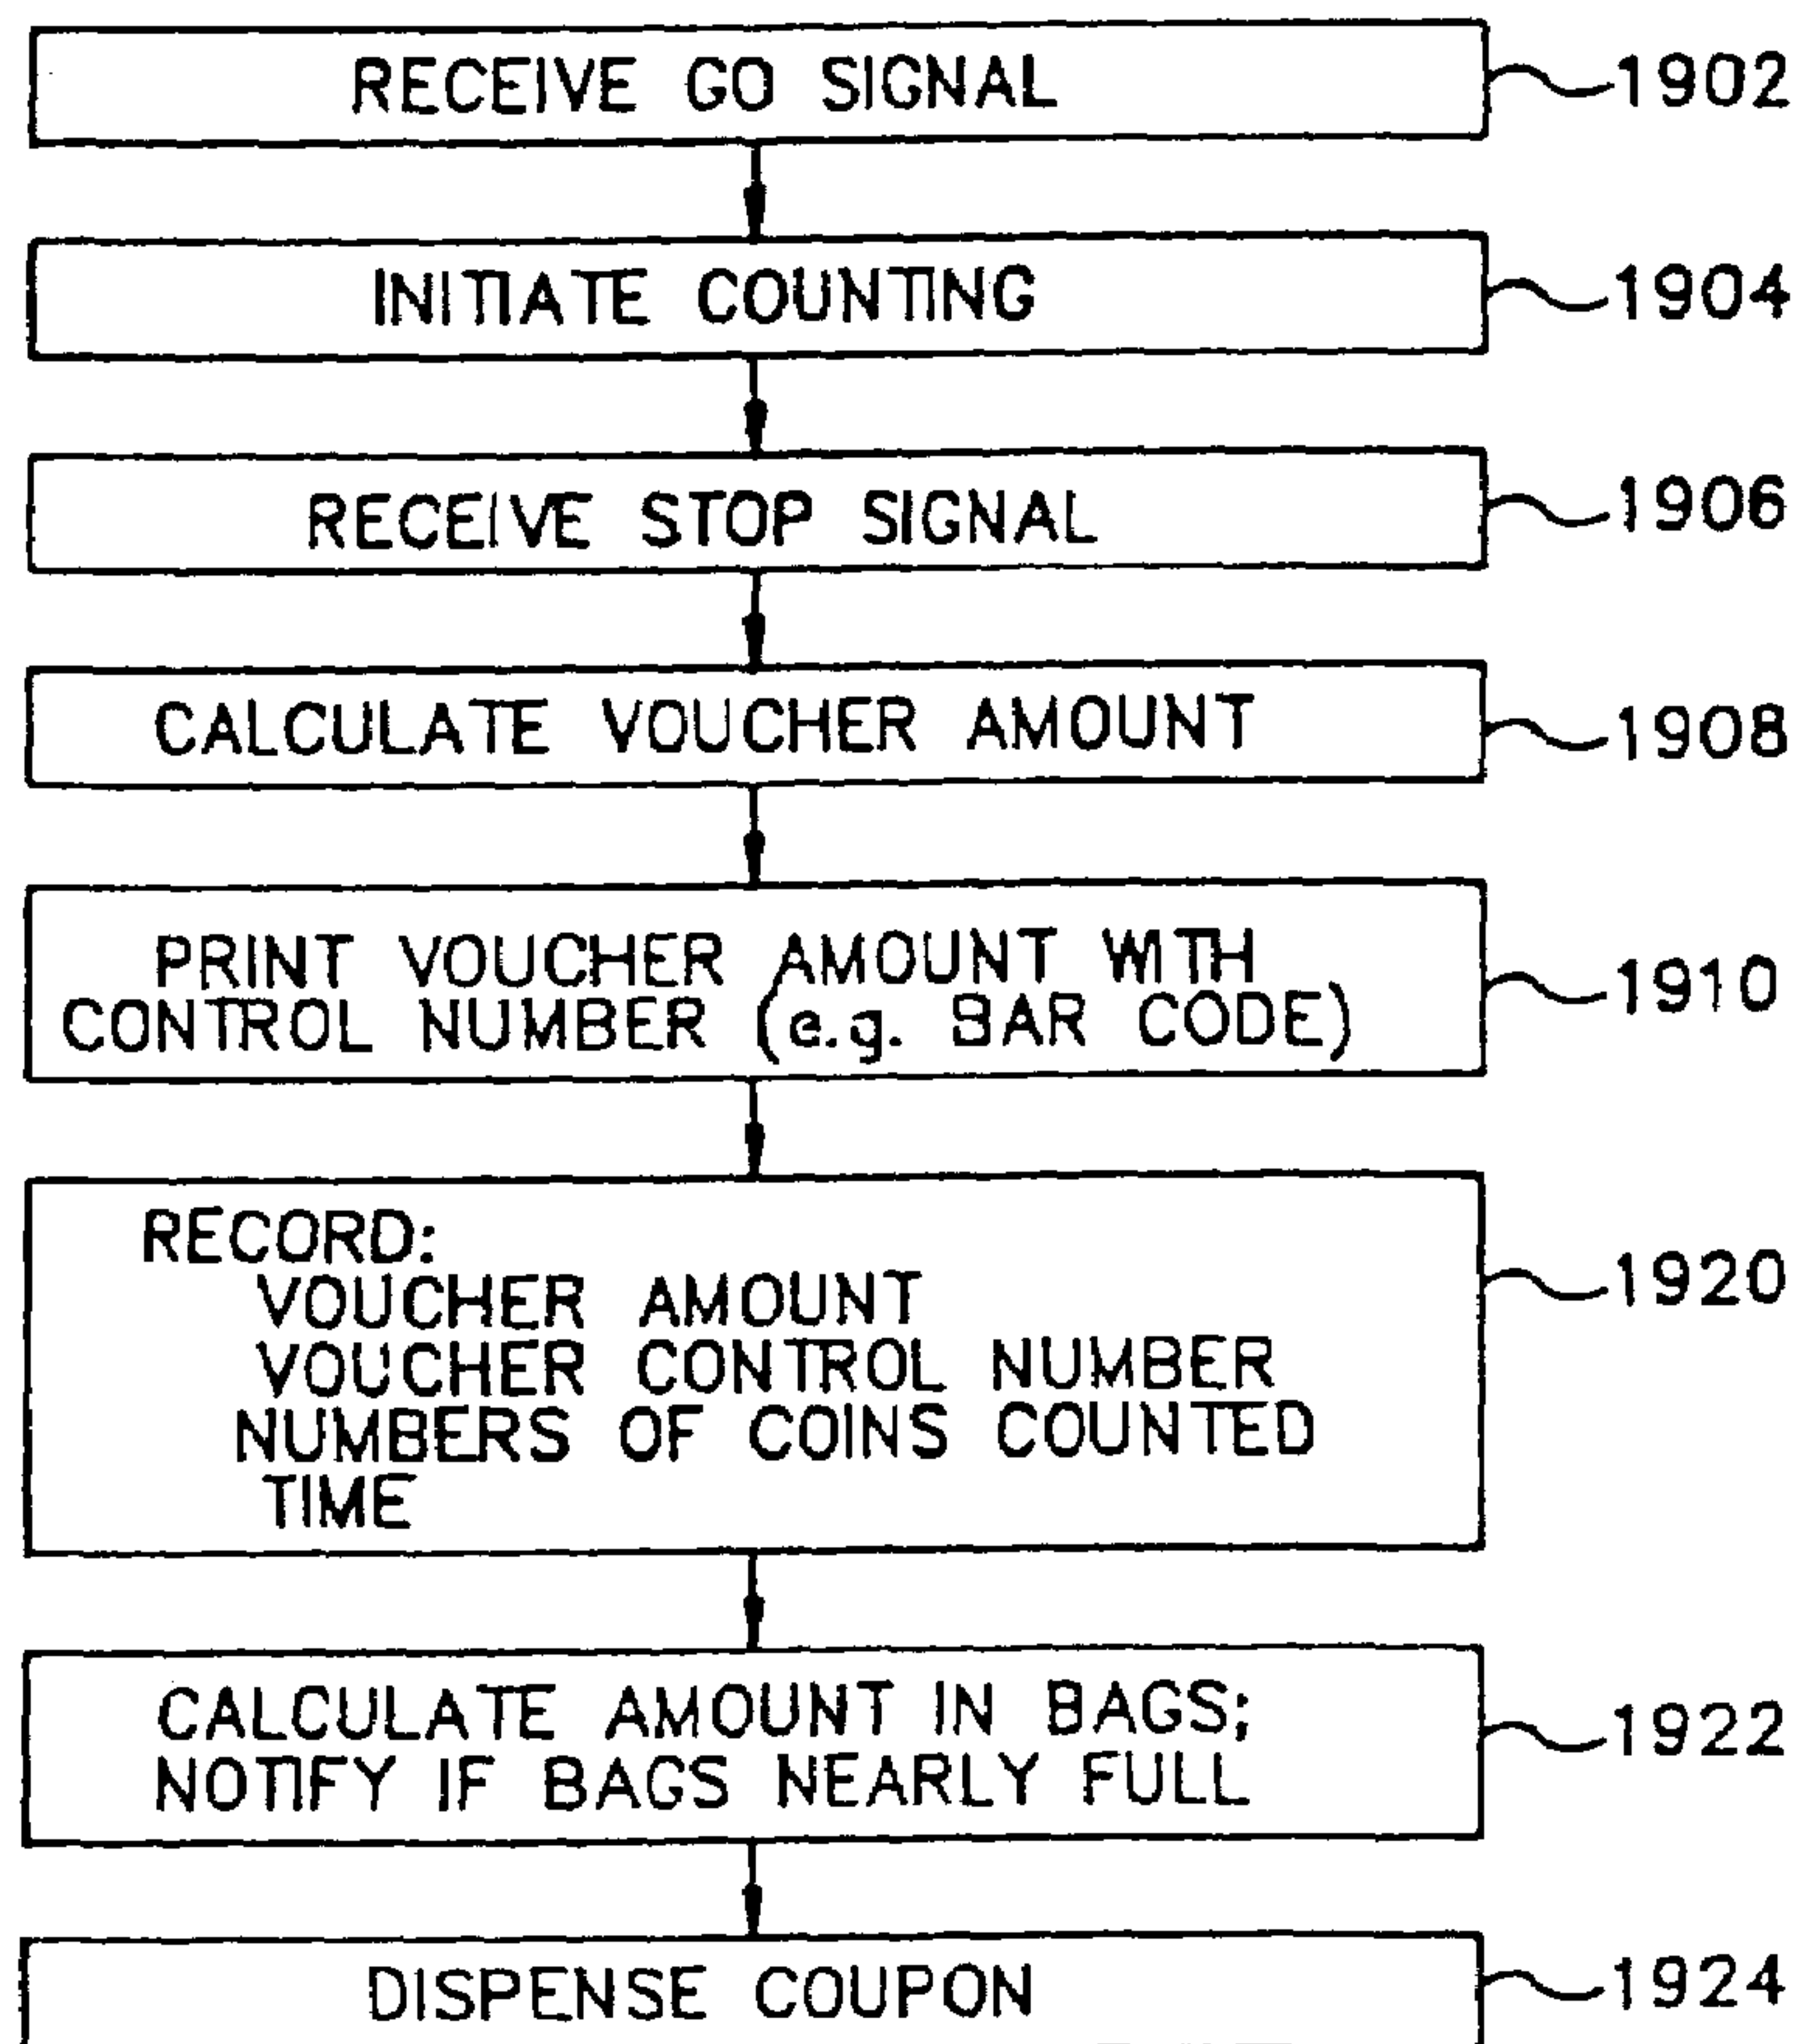 RECEIVE GO SIGNAL
1902
INITIATE COUNTING
1904
RECEIVE STOP SIGNAL
1906
CALCULATE VOUCHER AMOUNT
1908
PRINT VOUCHER AMOUNT WITH
CONTROL NUMBER (e.g. BAR CODE)
1910
RECORD:
VOUCHER AMOUNT
VOUCHER CONTROL NUMBER
NUMBERS OF COINS COUNTED
TIME
1920
CALCULATE AMOUNT IN BAGS;
NOTIFY IF BAGS NEARLY FULL
1922
DISPENSE COUPON
1924